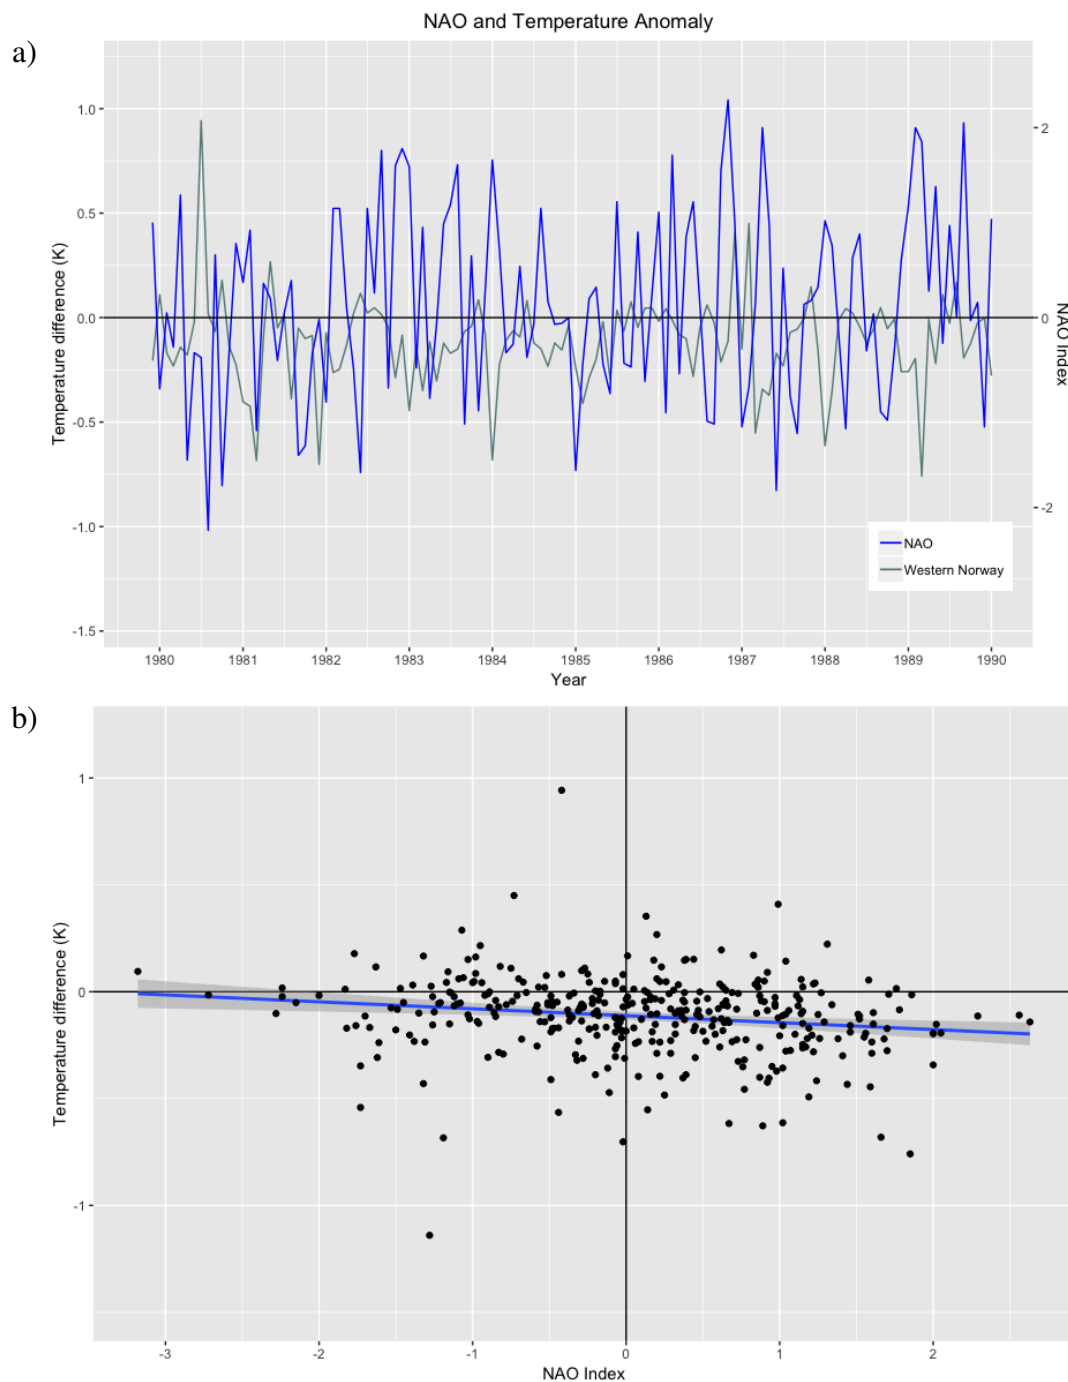 NAO and Temperature Anomaly
a)
1.0
0.5
0.0
-0.5
-1.0
-1.5
Temperature difference (K)
2
0
-2
NAO Index
NAO
Western Norway
1980 1981 1982 1983 1984 1985 1986 1987 1988 1989 1990
Year
b)
1
0
-1
Temperature difference (K)
-3 -2 -1 0 1 2
NAO Index